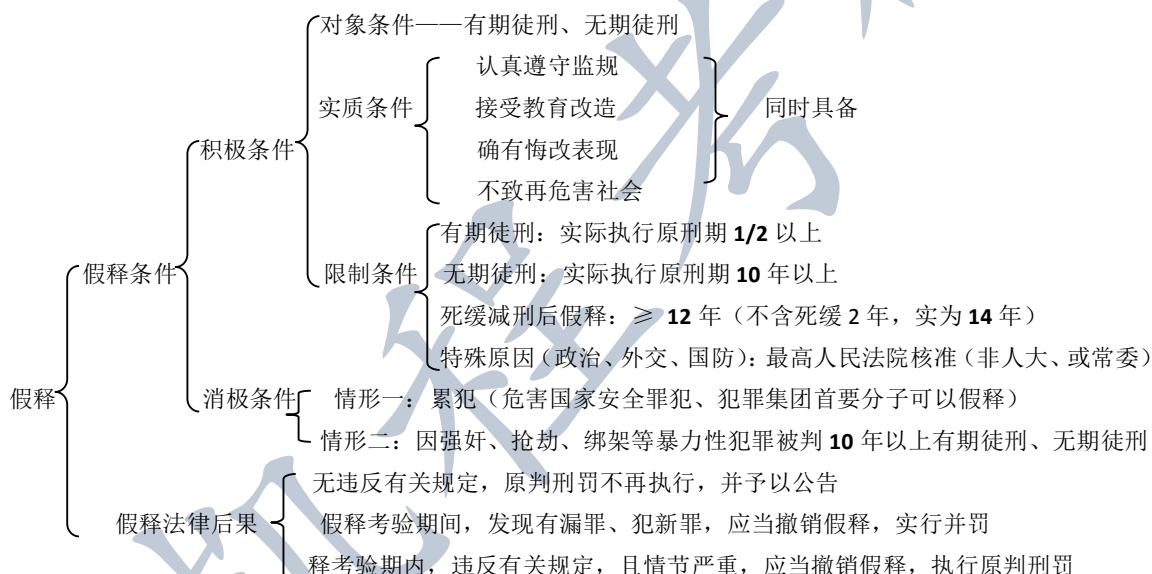 对象条件——有期徒刑、无期徒刑
认真遵守监规
实质条件 接受教育改造 同时具备
积极条件 确有悔改表现
不致再危害社会
有期徒刑：实际执行原刑期 1/2 以上
假释条件 限制条件 无期徒刑：实际执行原刑期 10 年以上
死缓减刑后假释：≥ 12 年（不含死缓 2 年，实为 14 年）
特殊原因（政治、外交、国防）：最高人民法院核准（非人大、或常委）
假释 消极条件 情形一：累犯（危害国家安全罪犯、犯罪集团首要分子可以假释）
情形二：因强奸、抢劫、绑架等暴力性犯罪被判 10 年以上有期徒刑、无期徒刑
无违反有关规定，原判刑罚不再执行，并予以公告
假释法律后果 假释考验期间，发现有漏罪、犯新罪，应当撤销假释，实行并罚
释考验期内，违反有关规定，且情节严重，应当撤销假释，执行原判刑罚